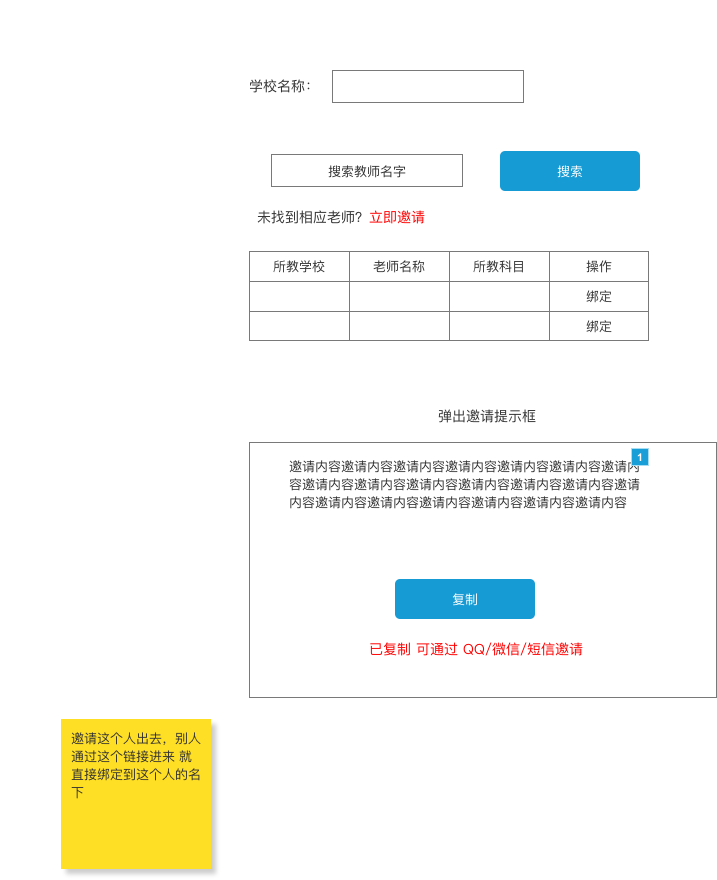 学校名称：
搜索教师名字
搜索
未找到相应老师？立即邀请
所教学校 老师名称 所教科目 操作
绑定
绑定
弹出邀请提示框
1
邀请内容邀请内容邀请内容邀请内容邀请内容邀请内容邀请内
容邀请内容邀请内容邀请内容邀请内容邀请内容邀请内容邀请
内容邀请内容邀请内容邀请内容邀请内容邀请内容邀请内容
复制
已复制 可通过 QQ/微信/短信邀请
邀请这个人出去，别人
通过这个链接进来 就
直接绑定到这个人的名
下